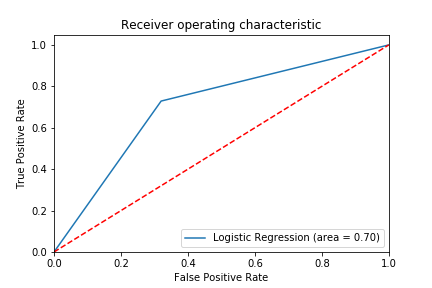 Receiver operating characteristic
1.0
0.8
0.6
0.4
0.2
0.0
True Positive Rate
Logistic Regression (area = 0.70)
0.0 0.2 0.4 0.6 0.8 1.0
False Positive Rate